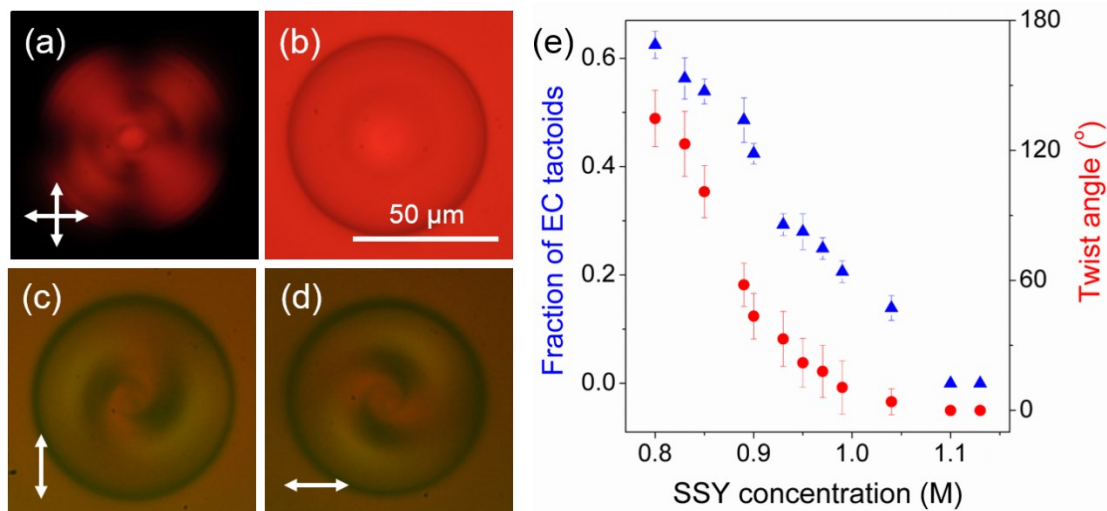 (a)
(b)
50 μm
(c)
(d)
(e)
Fraction of EC tactoids
0.6
0.4
0.2
0.0
180
120
60
0
Twist angle (°)
0.8 0.9 1.0 1.1
SSY concentration (M)